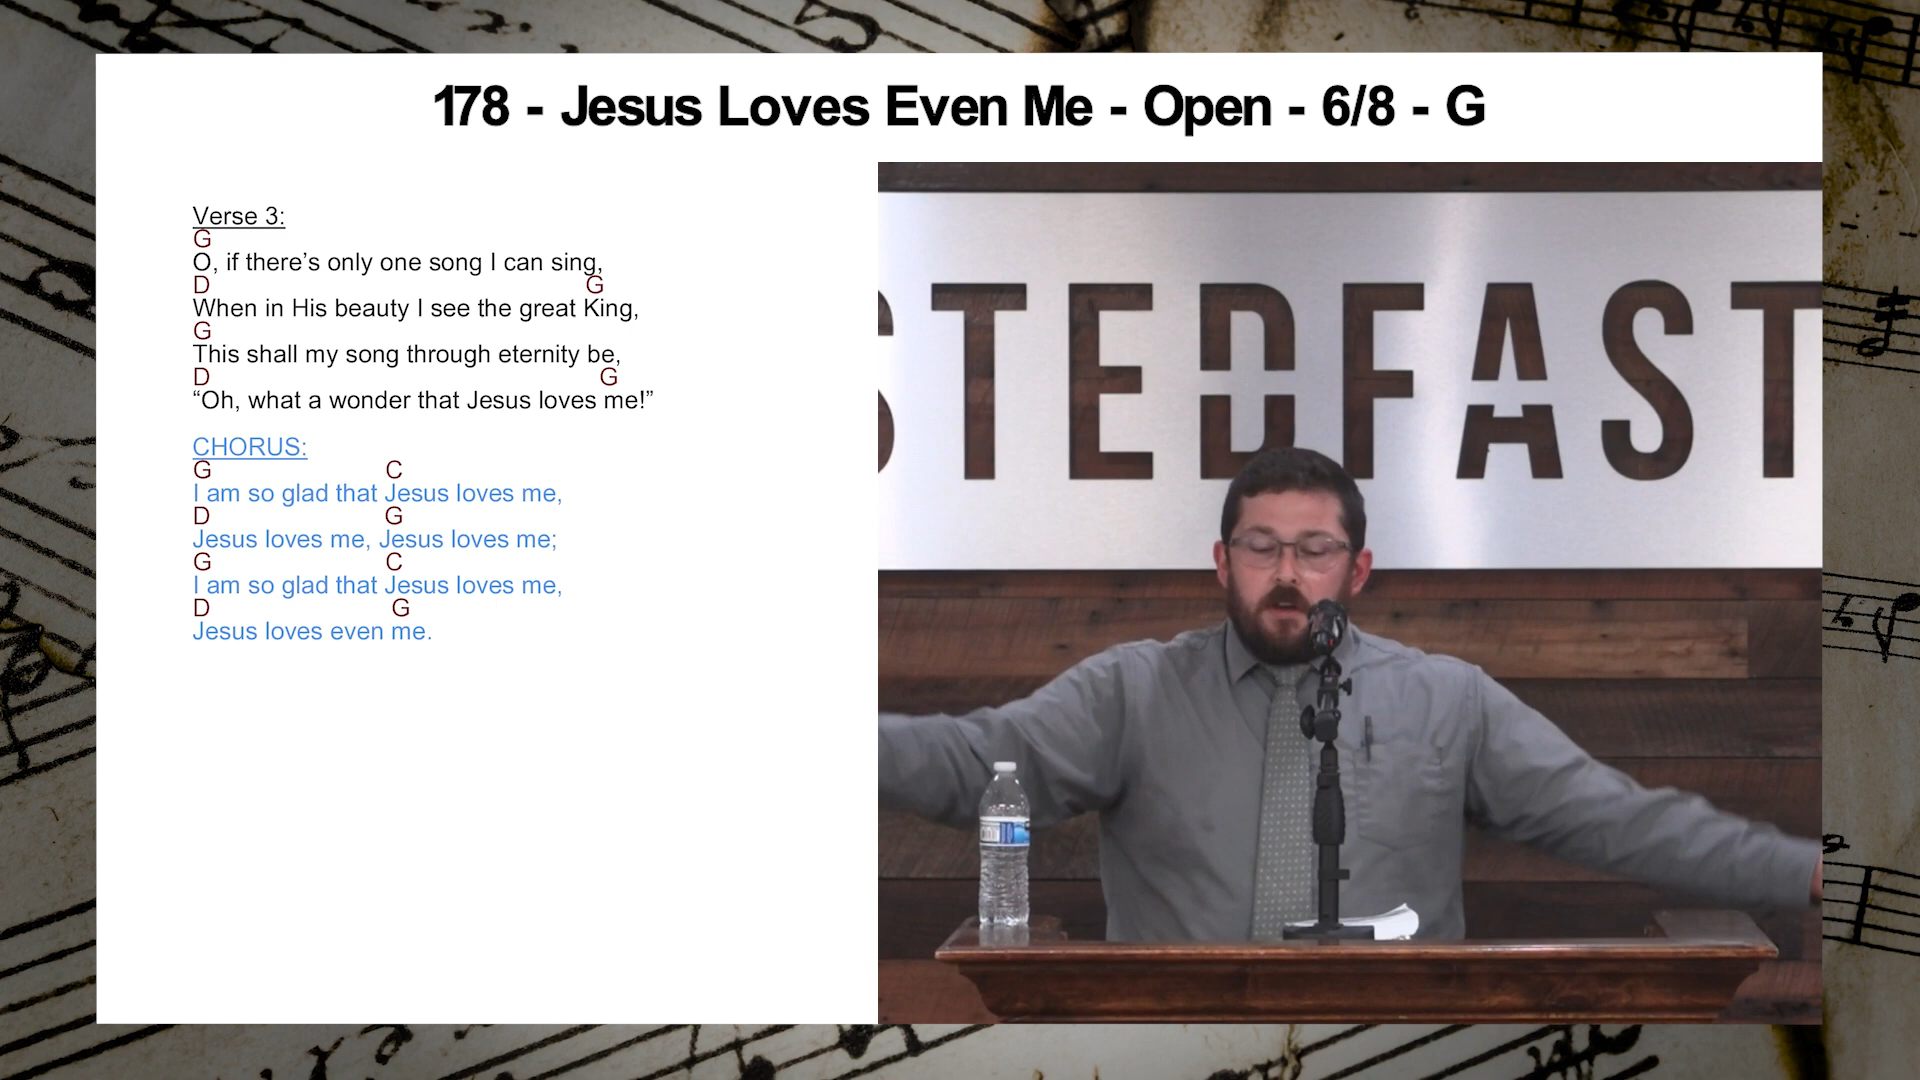 178 - Jesus Loves Even Me - Open - 6/8 - G
Verse 3:
G
O, if there’s only one song I can sing,
D G
When in His beauty I see the great King,
G
This shall my song through eternity be,
D G
“Oh, what a wonder that Jesus loves me!”
CHORUS:
G C
I am so glad that Jesus loves me,
D G
Jesus loves me, Jesus loves me;
G C
I am so glad that Jesus loves me,
D G
Jesus loves even me.
STEDFAST